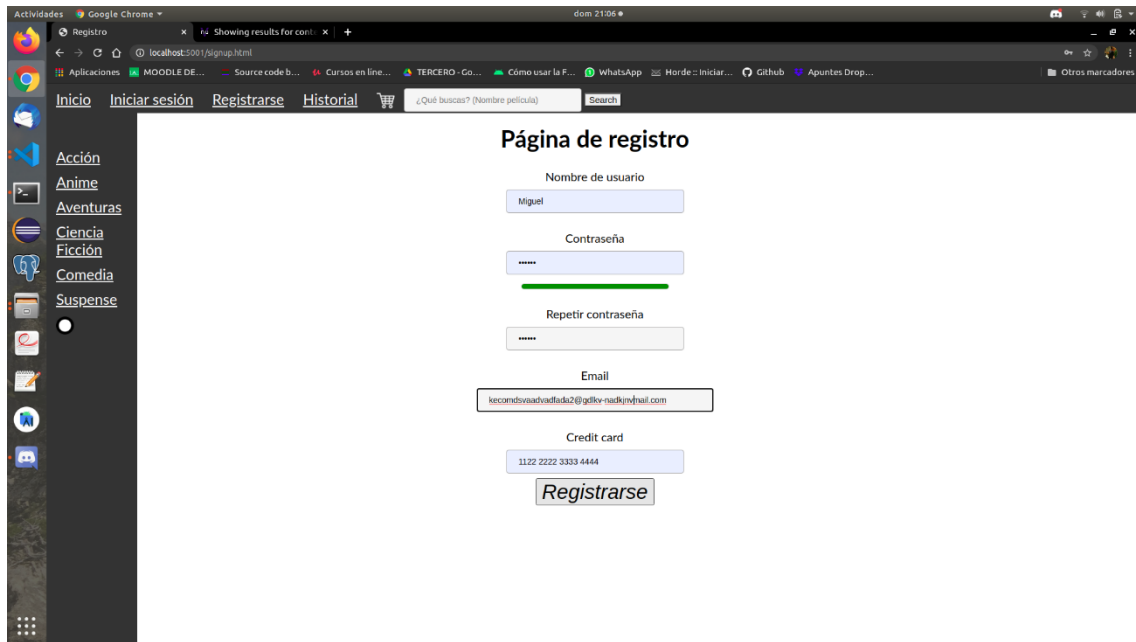 Actividades Google Chrome dom 21:06
Registro Showing results for cont
localhost:5001/signup.html
Aplicaciones MOODLE DE... Source code b... Cursos en líne... TERCERO - Go... Cómo usar la F... WhatsApp Horde :: Iniciar... Github Apuntes Drop... Otros marcadores
Inicio Iniciar sesión Registrarse Historial ¿Qué buscas? (Nombre película) Search
Acción
Anime
Aventuras
Ciencia
Ficción
Comedia
Suspense
Página de registro
Nombre de usuario
Miguel
Contraseña
••••••
Repetir contraseña
••••••
Email
kecomdsvaadvadfada2@gdlkv-nadkjnvjnail.com
Credit card
1122 2222 3333 4444
Registrarse